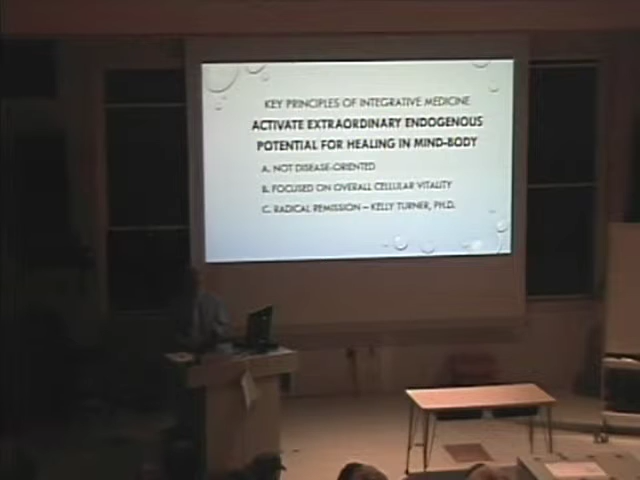 KEY PRINCIPLES OF INTEGRATIVE MEDICINE
ACTIVATE EXTRAORDINARY ENDOGENOUS
POTENTIAL FOR HEALING IN MIND-BODY
A. NOT DISEASE-ORIENTED
B. FOCUSED ON OVERALL CELLULAR VITALITY
C. RADICAL REMISSION – KELLY TURNER, PH.D.